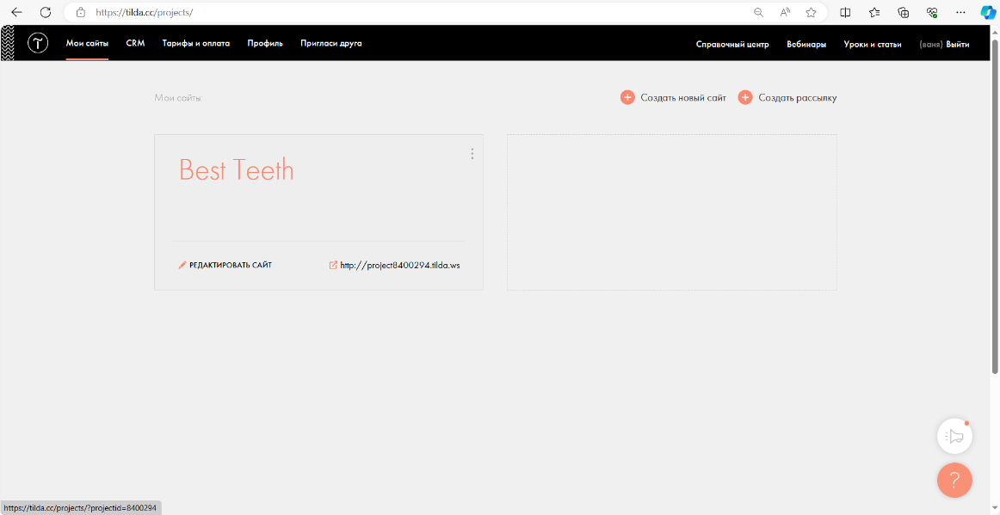 https://tilda.cc/projects/
Мои сайты CRM Тарифы и оплата Профиль Пригласи друга Справочный центр Вебинары Уроки и статьи (ваня) Выйти
Мои сайты: + Создать новый сайт + Создать рассылку
Best Teeth
РЕДАКТИРОВАТЬ САЙТ http://project8400294.tilda.ws
?
https://tilda.cc/projects/?projectid=8400294